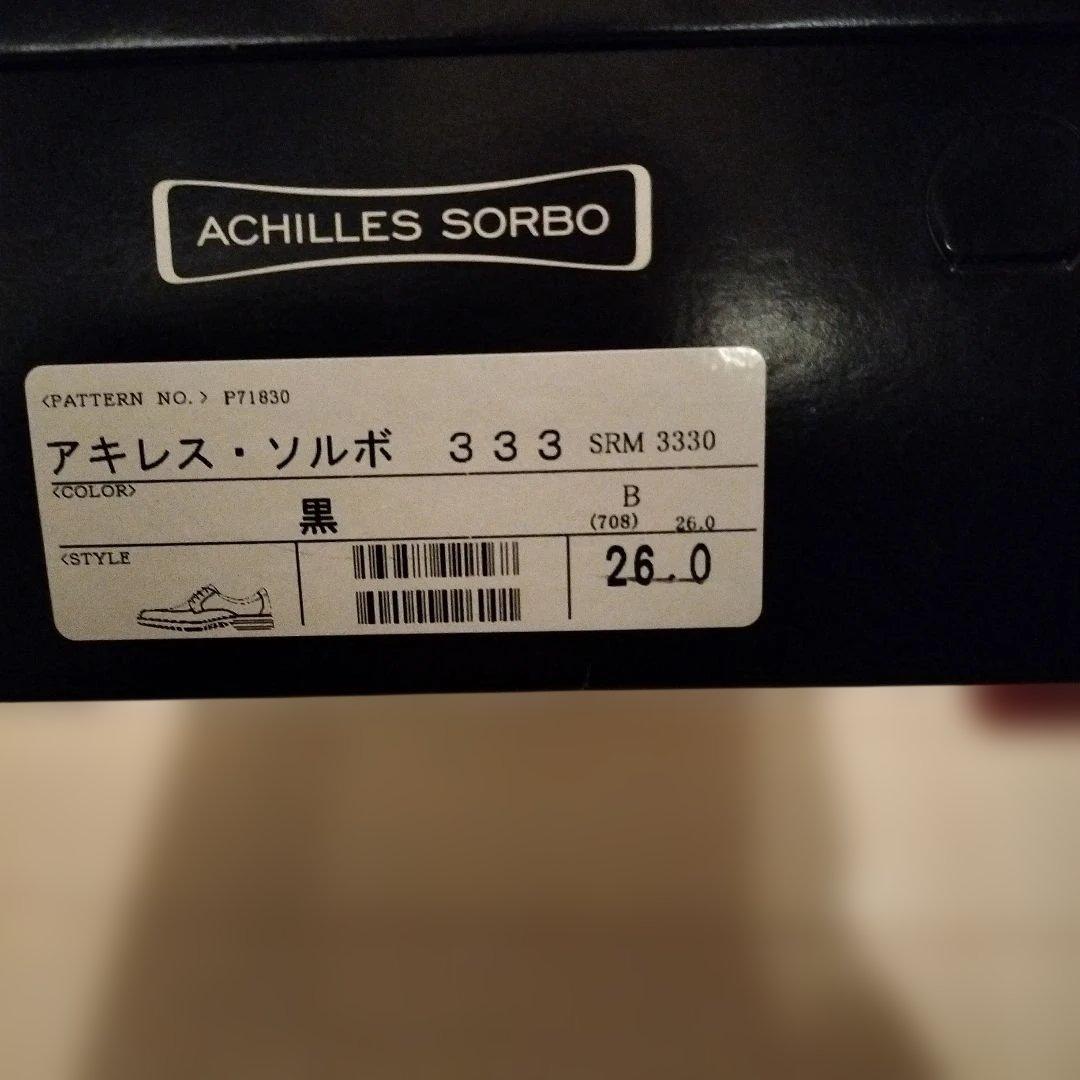 ACHILLES SORBO
<PATTERN NO.> P71830
アキレス・ソルボ 333 SRM 3330
<COLOR>
黒
B
(708) 26.0
<STYLE
26.0